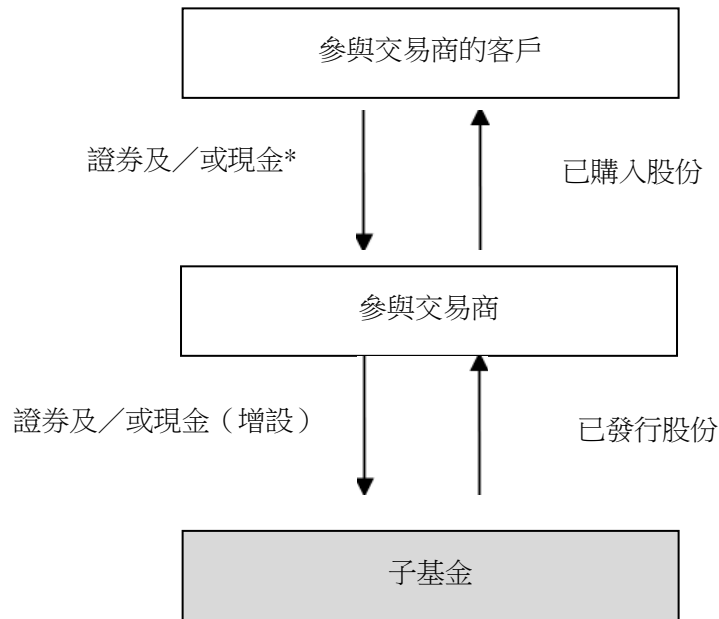 參與交易商的客戶
證券及／或現金*
已購入股份
參與交易商
證券及／或現金（增設）
已發行股份
子基金